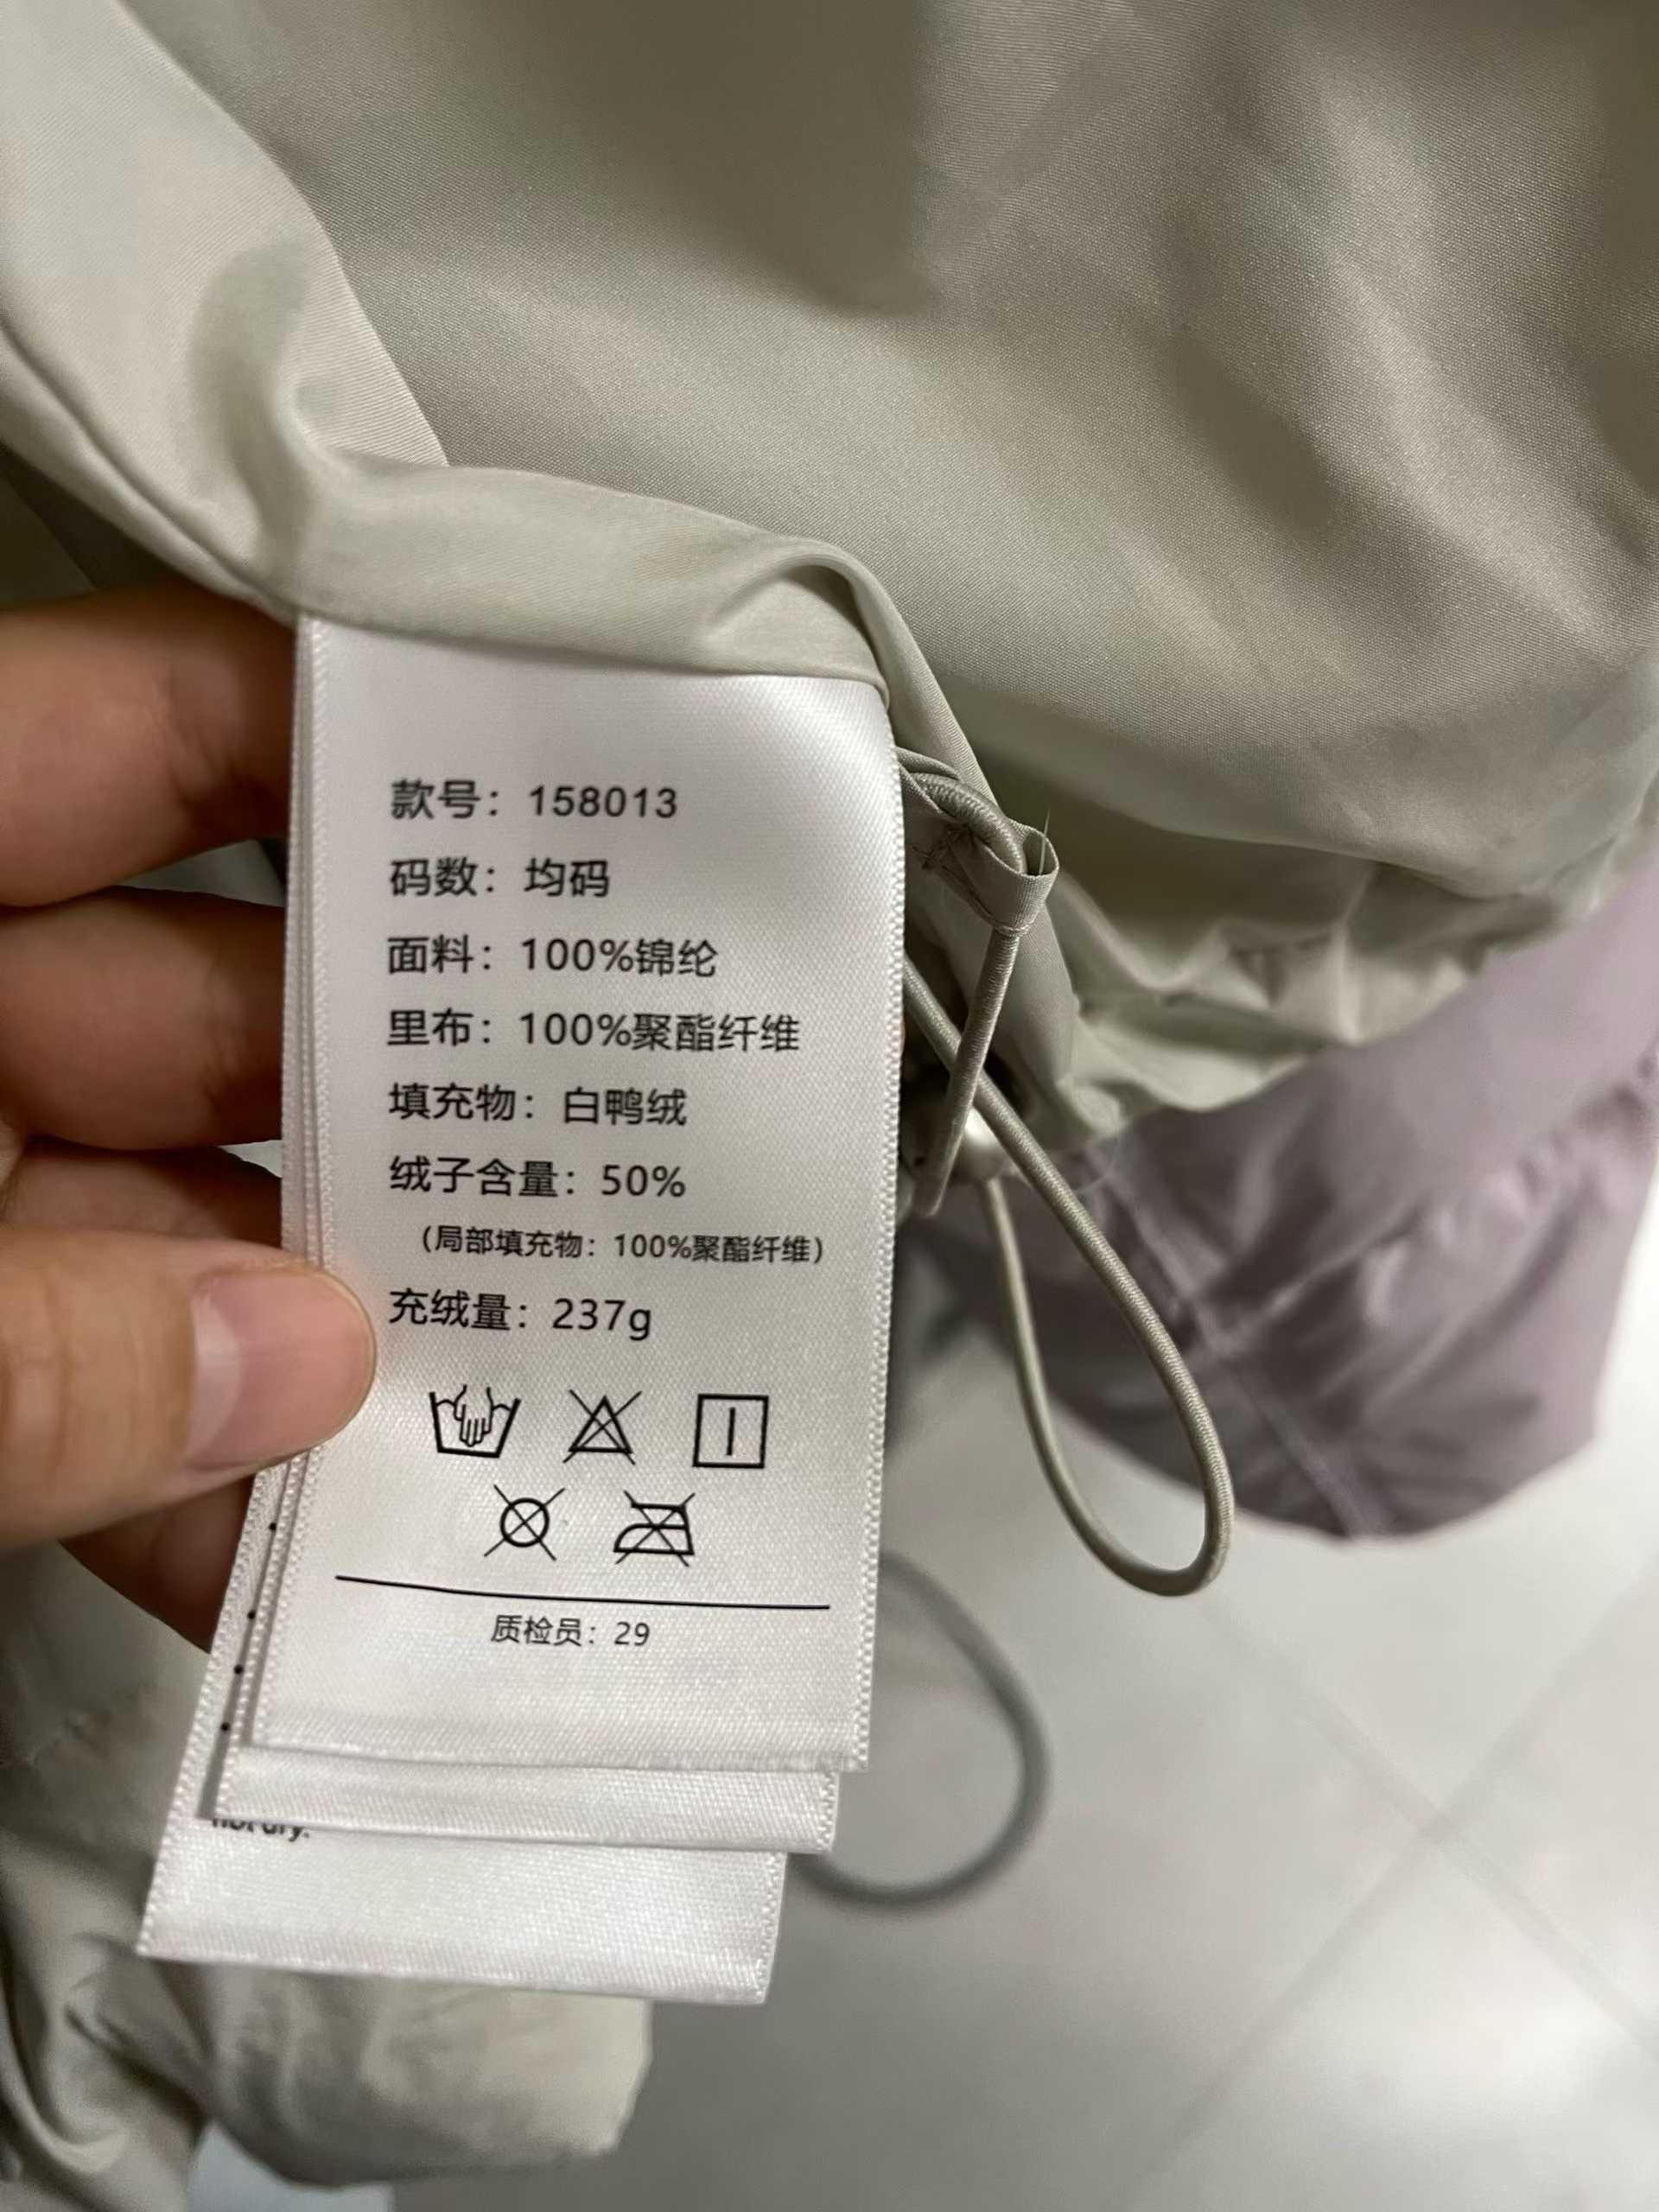 款号：158013
码数：均码
面料：100%锦纶
里布：100%聚酯纤维
填充物：白鸭绒
绒子含量：50%
（局部填充物：100%聚酯纤维）
充绒量：237g
质检员：29
not dry.